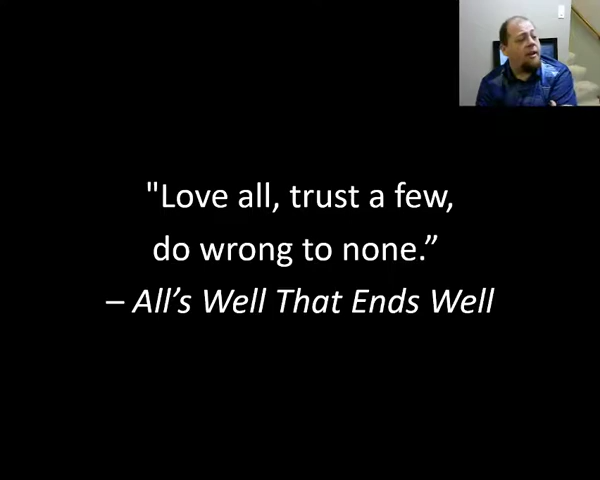 "Love all, trust a few,
do wrong to none.”
– All’s Well That Ends Well